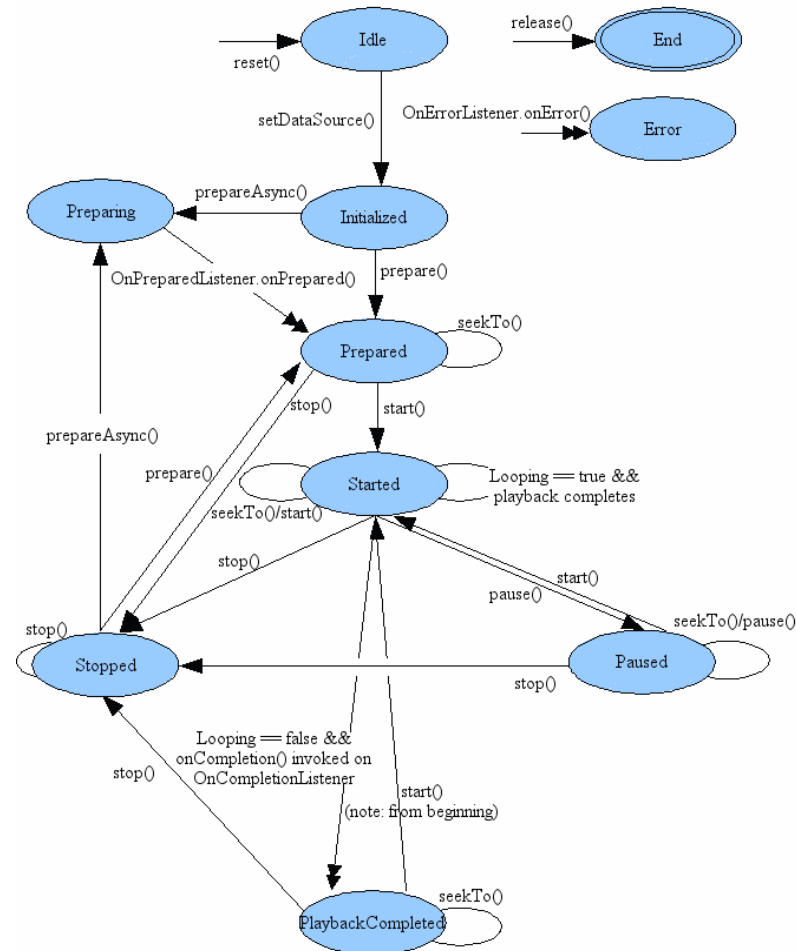 Idle
reset()
release()
End
setDataSource()
OnErrorListener.onError()
Error
Preparing
prepareAsync()
Initialized
OnPreparedListener.onPrepared()
prepare()
seekTo()
Prepared
stop()
start()
prepareAsync()
prepare()
Started
Looping == true &&
playback completes
seekTo()/start()
stop()
start()
pause()
stop()
seekTo()/pause()
Stopped
Paused
stop()
Looping == false &&
onCompletion() invoked on
OnCompletionListener
stop()
start()
(note: from beginning)
seekTo()
PlaybackCompleted